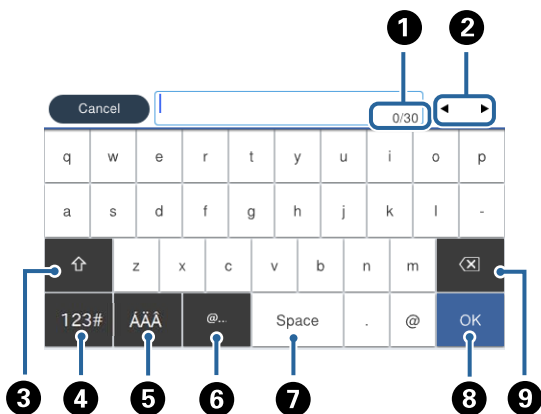 1 2
Cancel
0/30
q w e r t y u i o p
a s d f g h j k l -
z x c v b n m
123# ÁÄÂ @... Space . @ OK
3 4 5 6 7 8 9